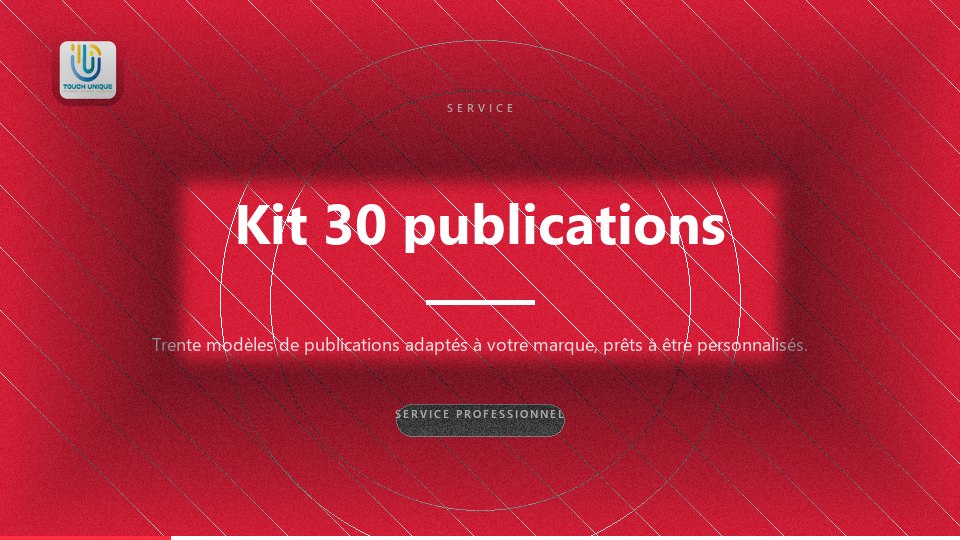 TOUCH UNIQUE
SERVICE
Kit 30 publications
Trente modèles de publications adaptés à votre marque, prêts à être personnalisés.
SERVICE PROFESSIONNEL